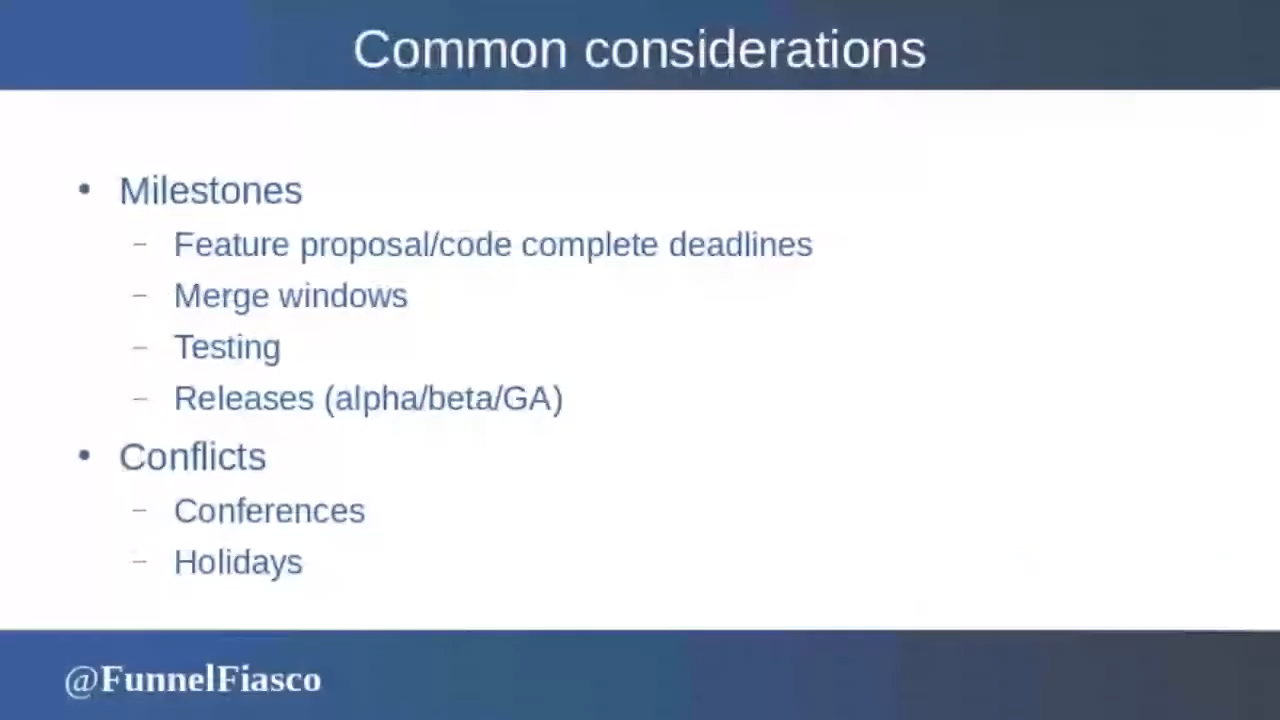 Common considerations
• Milestones
– Feature proposal/code complete deadlines
– Merge windows
– Testing
– Releases (alpha/beta/GA)
• Conflicts
– Conferences
– Holidays
@FunnelFiasco